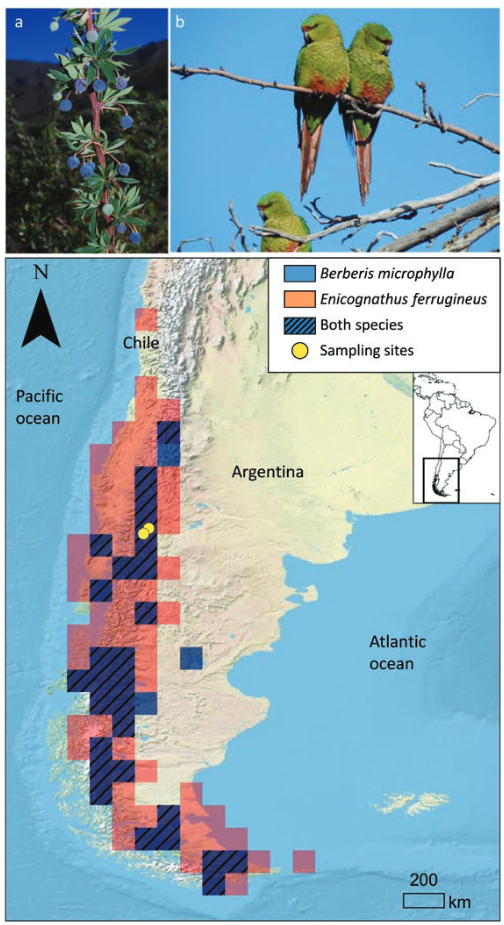 a
b
N
Berberis microphylla
Enicognathus ferrugineus
Both species
Sampling sites
Chile
Pacific
ocean
Argentina
Atlantic
ocean
200
km